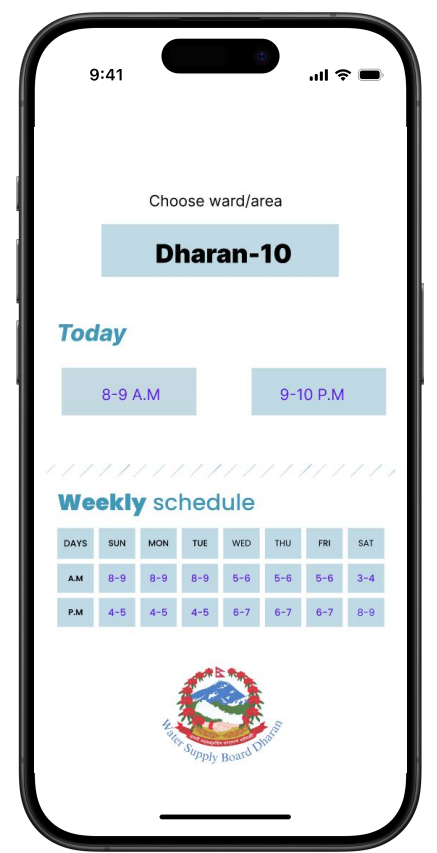 9:41
Choose ward/area
Dharan-10
Today
8-9 A.M 9-10 P.M
Weekly schedule
DAYS SUN MON TUE WED THU FRI SAT
A.M 8-9 8-9 8-9 5-6 5-6 5-6 3-4
P.M 4-5 4-5 4-5 6-7 6-7 6-7 8-9
Water Supply Board Dharan